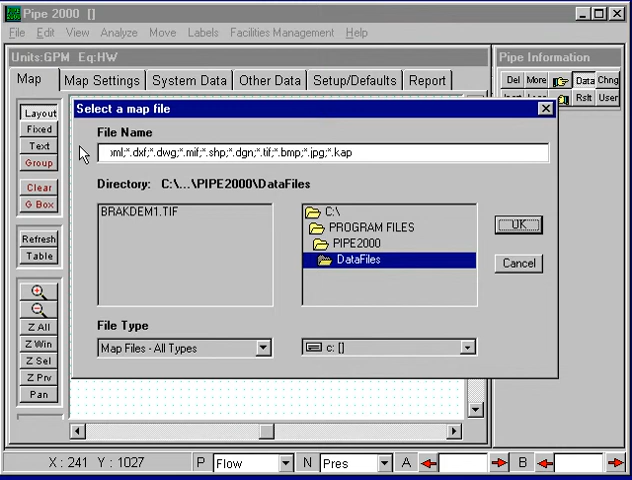 Pipe 2000 []
File Edit View Analyze Move Labels Facilities Management Help
Units:GPM Eq:HW
Pipe Information
Map Map Settings System Data Other Data Setup/Defaults Report
Del More Data Chng
Rslt User
Layout
Fixed
Text
Group
Clear
G Box
Refresh
Table
Z All
Z Win
Z Sel
Z Prv
Pan
Select a map file
File Name
xml;*.dxf;*.dwg;*.mif;*.shp;*.dgn;*.tif;*.bmp;*.jpg;*.kap
Directory: C:\...\PIPE2000\DataFiles
BRAKDEM1.TIF
C:\
PROGRAM FILES
PIPE2000
DataFiles
OK
Cancel
File Type
Map Files - All Types
c: []
X : 241 Y : 1027 P Flow N Pres A B